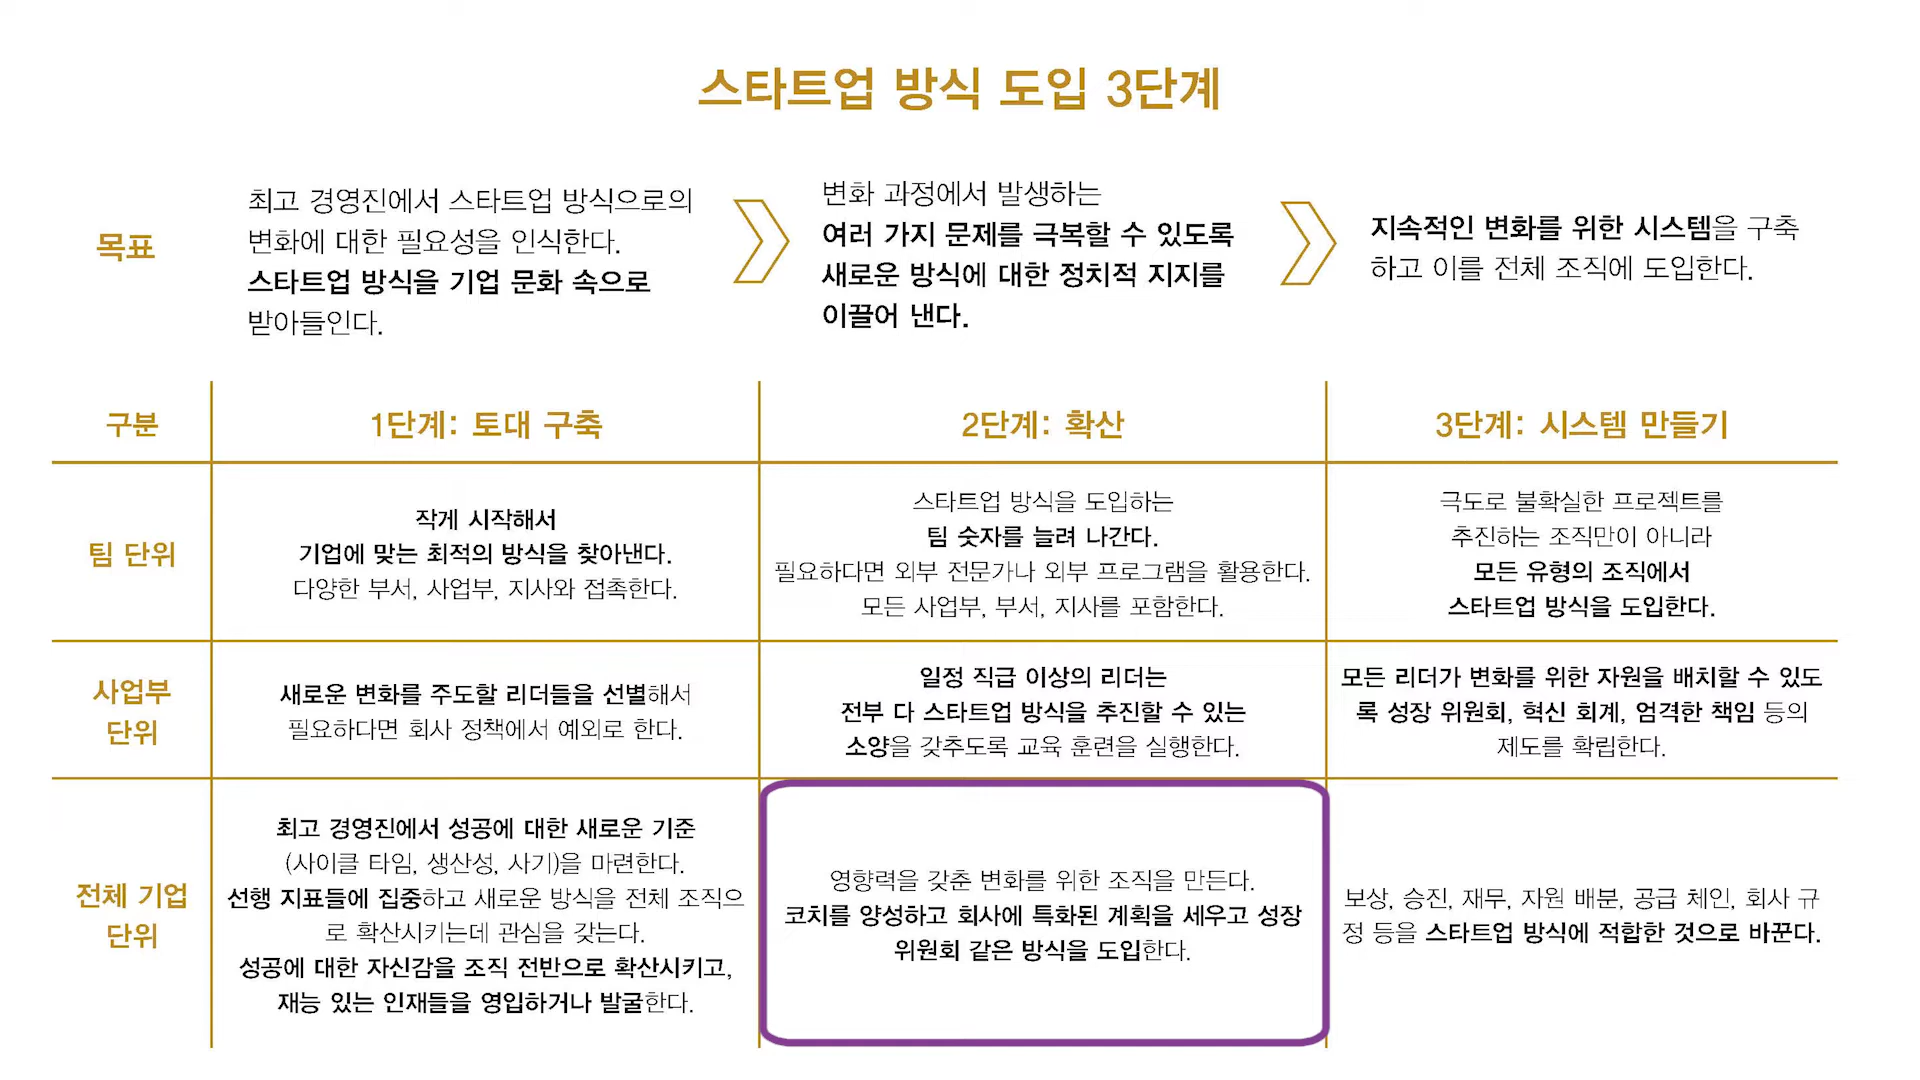 스타트업 방식 도입 3단계
목표
최고 경영진에서 스타트업 방식으로의
변화에 대한 필요성을 인식한다.
스타트업 방식을 기업 문화 속으로
받아들인다.
변화 과정에서 발생하는
여러 가지 문제를 극복할 수 있도록
새로운 방식에 대한 정치적 지지를
이끌어 낸다.
지속적인 변화를 위한 시스템을 구축
하고 이를 전체 조직에 도입한다.
구분
1단계: 토대 구축
2단계: 확산
3단계: 시스템 만들기
팀 단위
작게 시작해서
기업에 맞는 최적의 방식을 찾아낸다.
다양한 부서, 사업부, 지사와 접촉한다.
스타트업 방식을 도입하는
팀 숫자를 늘려 나간다.
필요하다면 외부 전문가나 외부 프로그램을 활용한다.
모든 사업부, 부서, 지사를 포함한다.
극도로 불확실한 프로젝트를
추진하는 조직만이 아니라
모든 유형의 조직에서
스타트업 방식을 도입한다.
사업부
단위
새로운 변화를 주도할 리더들을 선별해서
필요하다면 회사 정책에서 예외로 한다.
일정 직급 이상의 리더는
전부 다 스타트업 방식을 추진할 수 있는
소양을 갖추도록 교육 훈련을 실행한다.
모든 리더가 변화를 위한 자원을 배치할 수 있도
록 성장 위원회, 혁신 회계, 엄격한 책임 등의
제도를 확립한다.
전체 기업
단위
최고 경영진에서 성공에 대한 새로운 기준
(사이클 타임, 생산성, 사기)을 마련한다.
선행 지표들에 집중하고 새로운 방식을 전체 조직으
로 확산시키는데 관심을 갖는다.
성공에 대한 자신감을 조직 전반으로 확산시키고,
재능 있는 인재들을 영입하거나 발굴한다.
영향력을 갖춘 변화를 위한 조직을 만든다.
코치를 양성하고 회사에 특화된 계획을 세우고 성장
위원회 같은 방식을 도입한다.
보상, 승진, 재무, 자원 배분, 공급 체인, 회사 규
정 등을 스타트업 방식에 적합한 것으로 바꾼다.